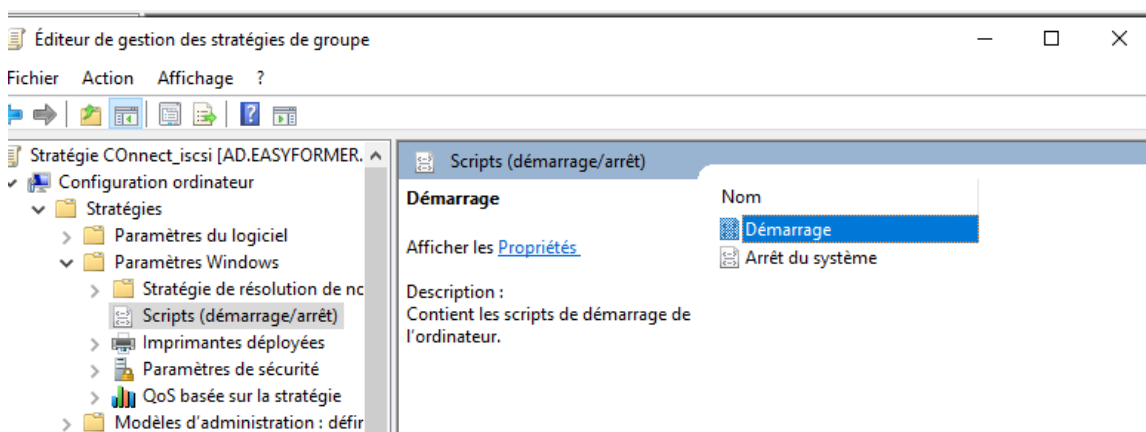 Éditeur de gestion des stratégies de groupe
Fichier Action Affichage ?
Stratégie COnnect_iscsi [AD.EASYFORMER.
Configuration ordinateur
Stratégies
Paramètres du logiciel
Paramètres Windows
Stratégie de résolution de nc
Scripts (démarrage/arrêt)
Imprimantes déployées
Paramètres de sécurité
QoS basée sur la stratégie
Modèles d'administration : défir
Scripts (démarrage/arrêt)
Démarrage
Afficher les Propriétés
Description :
Contient les scripts de démarrage de
l'ordinateur.
Nom
Démarrage
Arrêt du système